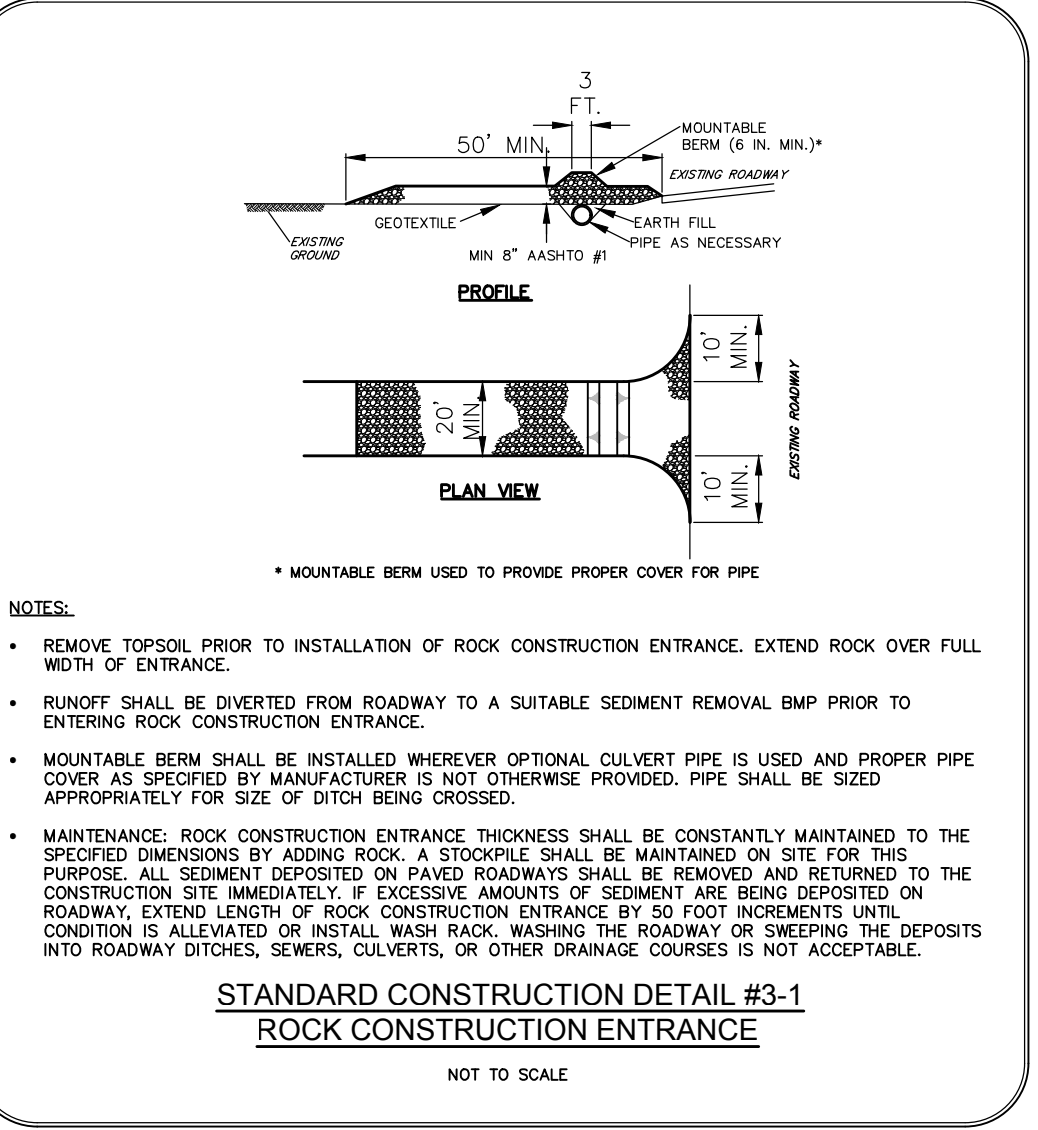 3
FT.
MOUNTABLE
BERM (6 IN. MIN.)*
50' MIN.
EXISTING ROADWAY
GEOTEXTILE
EARTH FILL
PIPE AS NECESSARY
EXISTING
GROUND
MIN 8" AASHTO #1
PROFILE
10'
MIN.
20'
MIN.
EXISTING ROADWAY
10'
MIN.
PLAN VIEW
* MOUNTABLE BERM USED TO PROVIDE PROPER COVER FOR PIPE
NOTES:
• REMOVE TOPSOIL PRIOR TO INSTALLATION OF ROCK CONSTRUCTION ENTRANCE. EXTEND ROCK OVER FULL
WIDTH OF ENTRANCE.
• RUNOFF SHALL BE DIVERTED FROM ROADWAY TO A SUITABLE SEDIMENT REMOVAL BMP PRIOR TO
ENTERING ROCK CONSTRUCTION ENTRANCE.
• MOUNTABLE BERM SHALL BE INSTALLED WHEREVER OPTIONAL CULVERT PIPE IS USED AND PROPER PIPE
COVER AS SPECIFIED BY MANUFACTURER IS NOT OTHERWISE PROVIDED. PIPE SHALL BE SIZED
APPROPRIATELY FOR SIZE OF DITCH BEING CROSSED.
• MAINTENANCE: ROCK CONSTRUCTION ENTRANCE THICKNESS SHALL BE CONSTANTLY MAINTAINED TO THE
SPECIFIED DIMENSIONS BY ADDING ROCK. A STOCKPILE SHALL BE MAINTAINED ON SITE FOR THIS
PURPOSE. ALL SEDIMENT DEPOSITED ON PAVED ROADWAYS SHALL BE REMOVED AND RETURNED TO THE
CONSTRUCTION SITE IMMEDIATELY. IF EXCESSIVE AMOUNTS OF SEDIMENT ARE BEING DEPOSITED ON
ROADWAY, EXTEND LENGTH OF ROCK CONSTRUCTION ENTRANCE BY 50 FOOT INCREMENTS UNTIL
CONDITION IS ALLEVIATED OR INSTALL WASH RACK. WASHING THE ROADWAY OR SWEEPING THE DEPOSITS
INTO ROADWAY DITCHES, SEWERS, CULVERTS, OR OTHER DRAINAGE COURSES IS NOT ACCEPTABLE.
STANDARD CONSTRUCTION DETAIL #3-1
ROCK CONSTRUCTION ENTRANCE
NOT TO SCALE